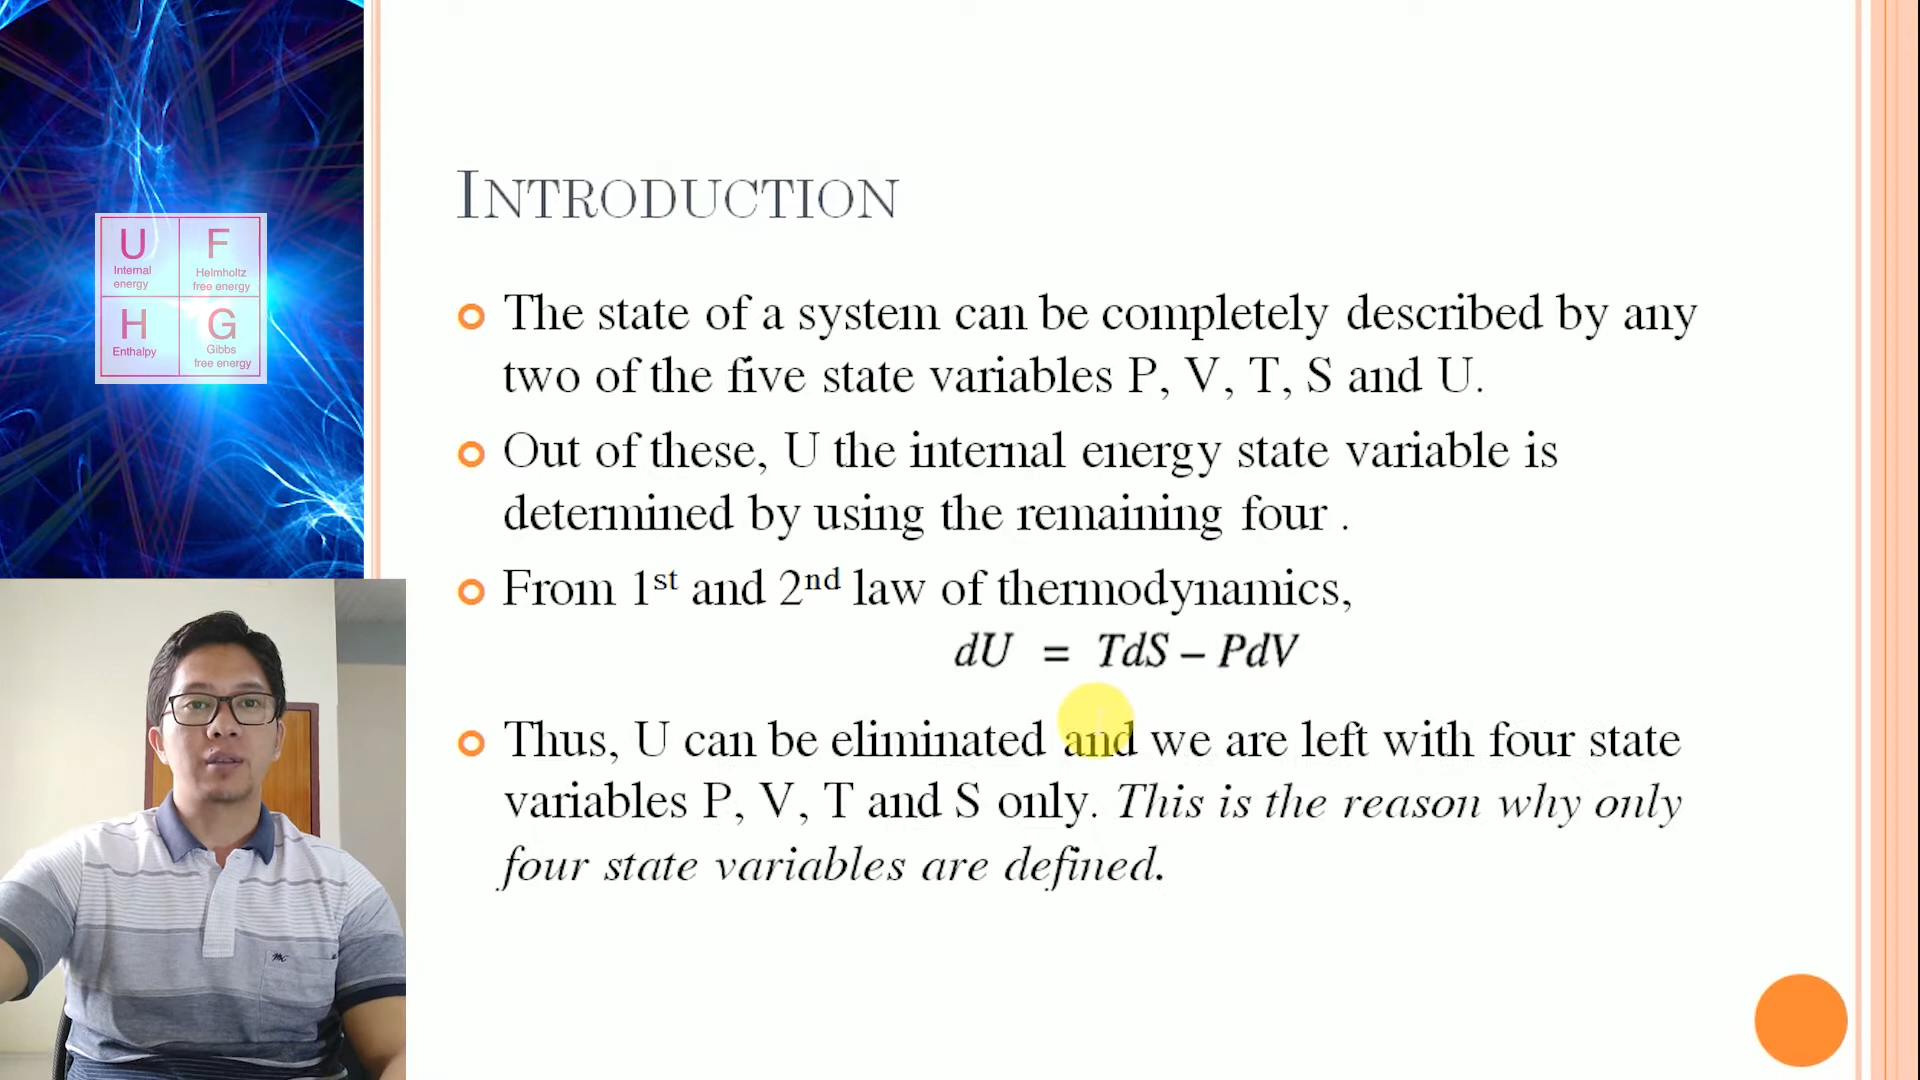 U
Internal
energy
F
Helmholtz
free energy
H
Enthalpy
G
Gibbs
free energy
INTRODUCTION
The state of a system can be completely described by any
two of the five state variables P, V, T, S and U.
Out of these, U the internal energy state variable is
determined by using the remaining four .
From 1st and 2nd law of thermodynamics,
dU = TdS – PdV
Thus, U can be eliminated and we are left with four state
variables P, V, T and S only. This is the reason why only
four state variables are defined.